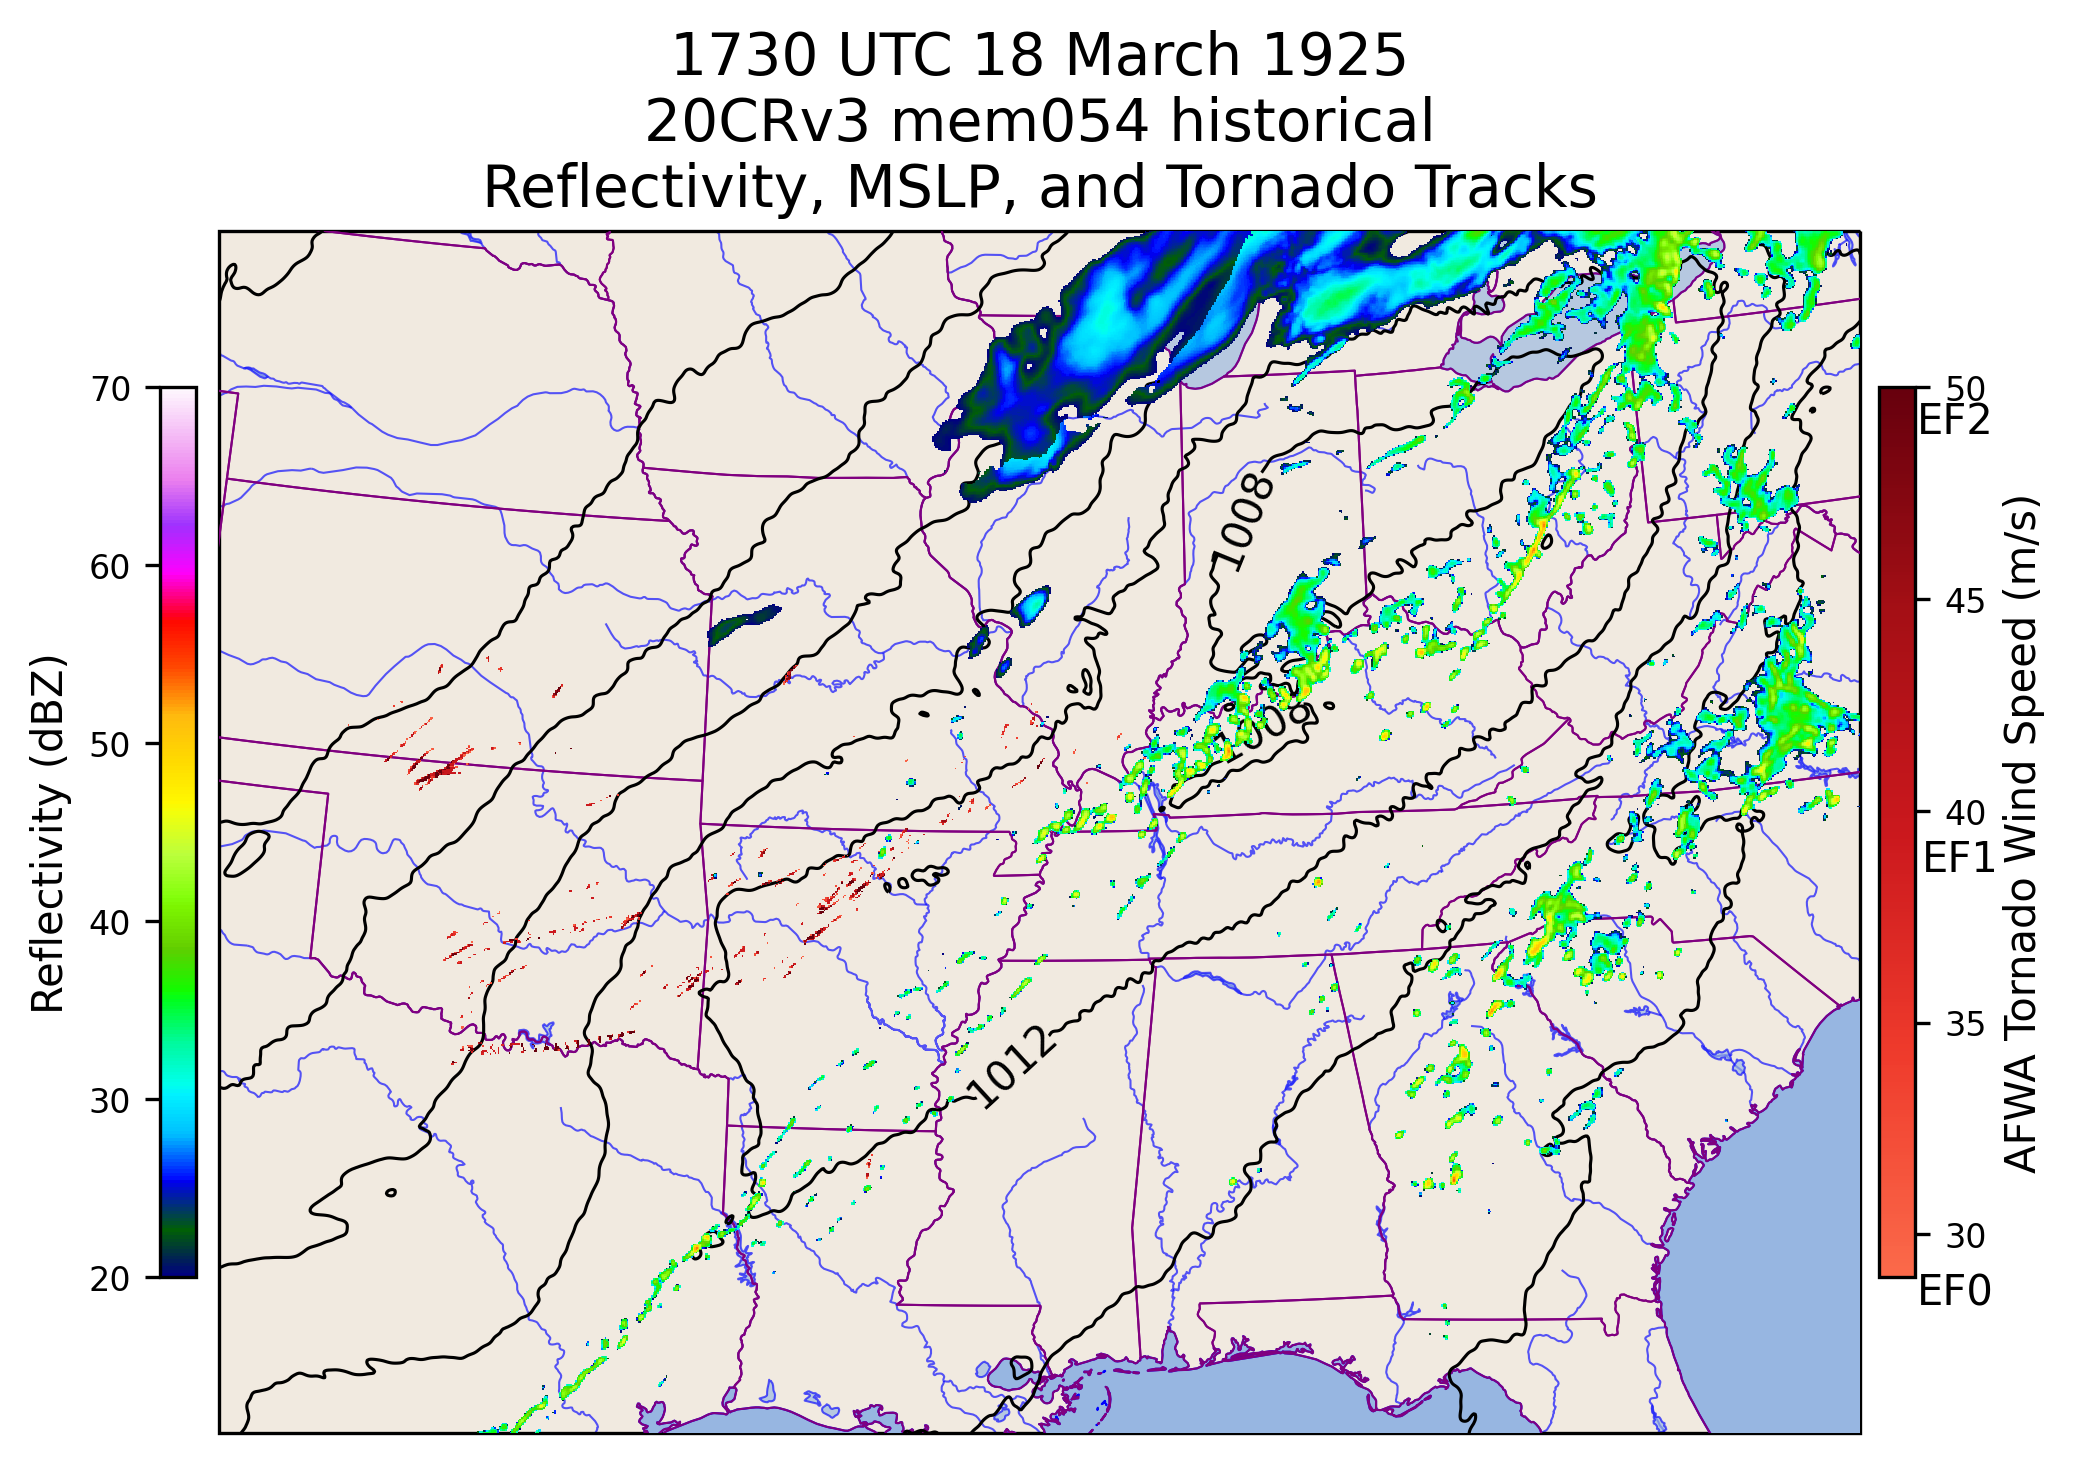 1730 UTC 18 March 1925
20CRv3 mem054 historical
Reflectivity, MSLP, and Tornado Tracks
70
60
50
40
30
20
Reflectivity (dBZ)
1008
1008
1012
50
EF2
45
40
EF1
35
30
EF0
AFWA Tornado Wind Speed (m/s)